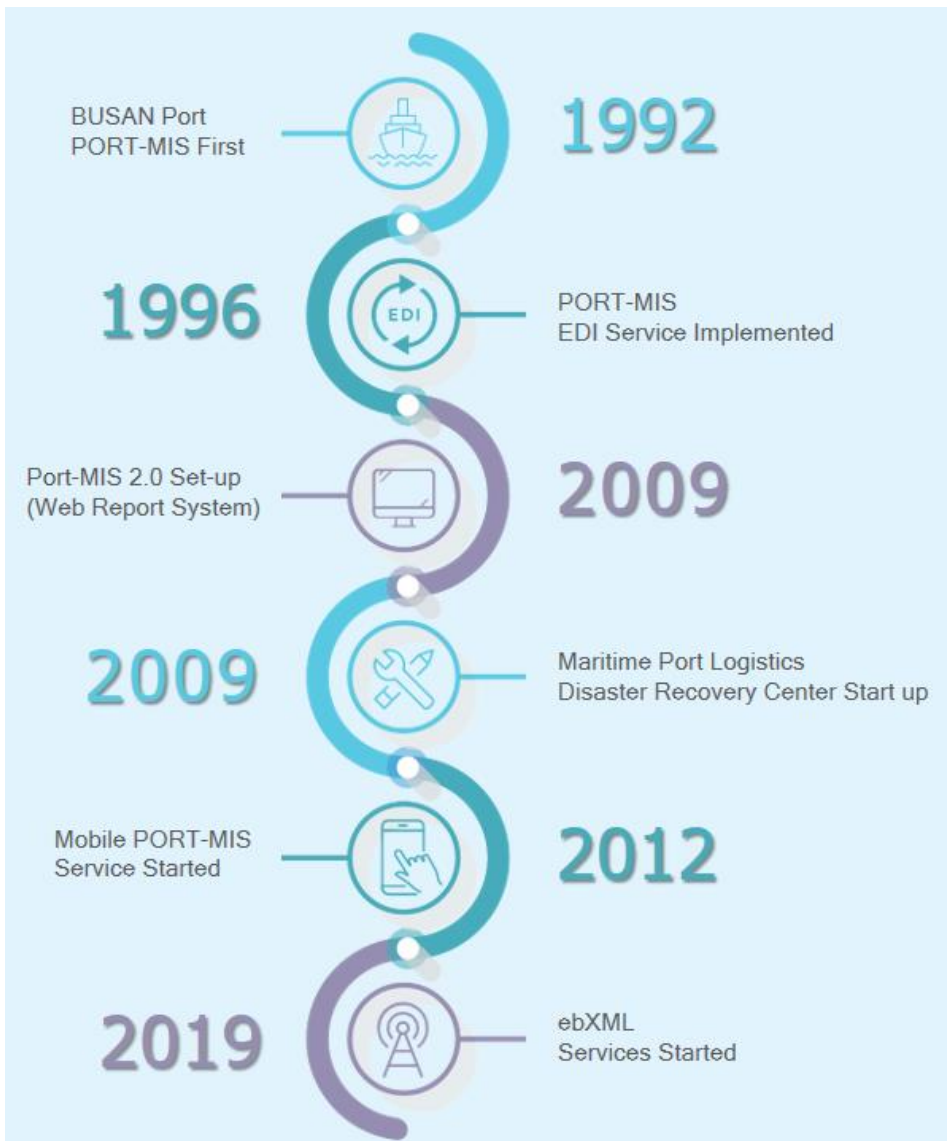 BUSAN Port
PORT-MIS First
1992
1996
EDI
PORT-MIS
EDI Service Implemented
Port-MIS 2.0 Set-up
(Web Report System)
2009
2009
Maritime Port Logistics
Disaster Recovery Center Start up
Mobile PORT-MIS
Service Started
2012
2019
ebXML
Services Started